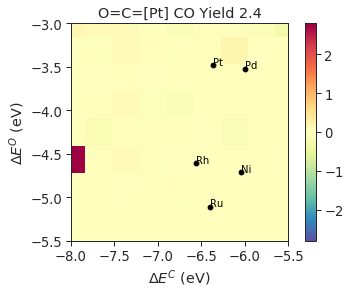 O=C=[Pt] CO Yield 2.4
−3.0
−3.5
−4.0
−4.5
−5.0
−5.5
ΔE^O (eV)
Pt
Pd
Rh
Ni
Ru
−8.0 −7.5 −7.0 −6.5 −6.0 −5.5
ΔE^C (eV)
2
1
0
−1
−2